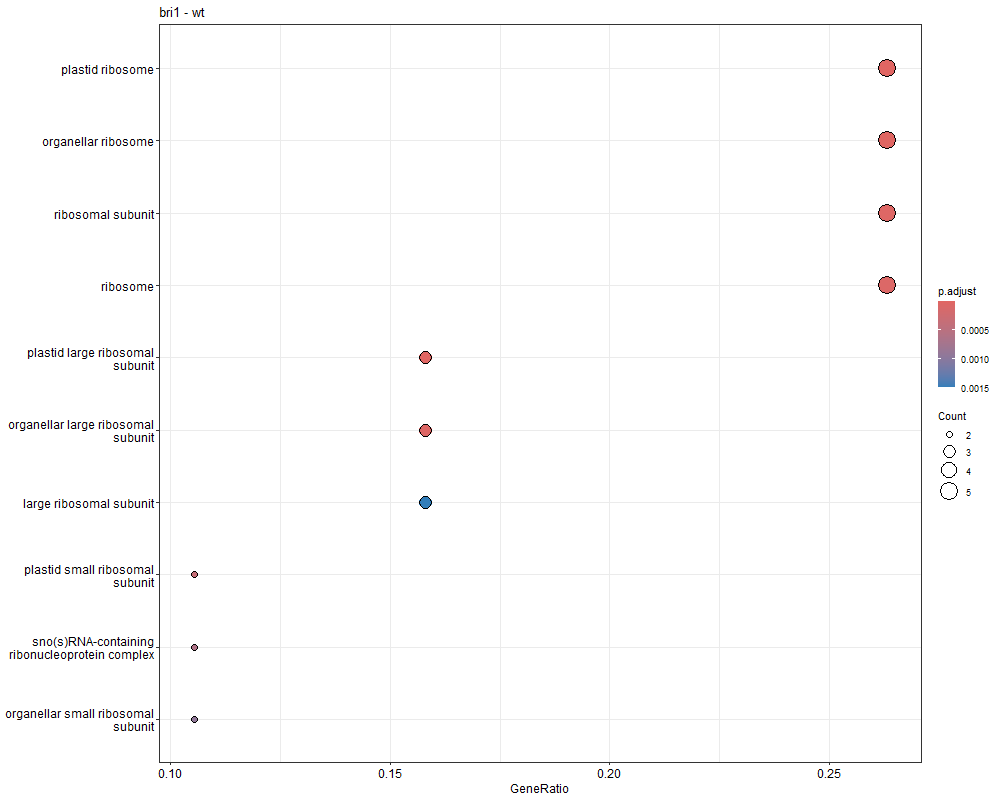 bri1 - wt
plastid ribosome
organellar ribosome
ribosomal subunit
ribosome
plastid large ribosomal
subunit
organellar large ribosomal
subunit
large ribosomal subunit
plastid small ribosomal
subunit
sno(s)RNA-containing
ribonucleoprotein complex
organellar small ribosomal
subunit
0.10
0.15
0.20
0.25
GeneRatio
p.adjust
0.0005
0.0010
0.0015
Count
2
3
4
5